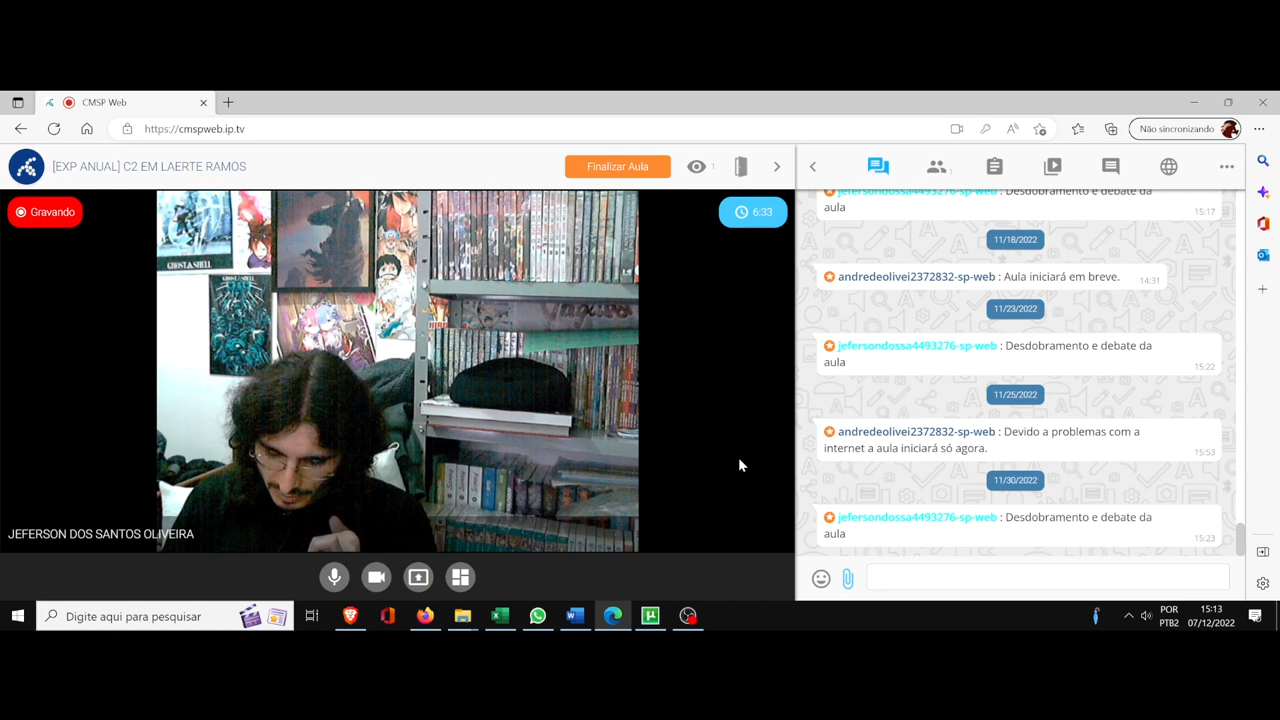 CMSP Web
https://cmspweb.ip.tv
Não sincronizando
[EXP ANUAL] C2 EM LAERTE RAMOS
Finalizar Aula
1
1
Gravando
6:33
GHOST SHELL
HIRO
JEFERSON DOS SANTOS OLIVEIRA
jefersondossa4493276-sp-web : Desdobramento e debate da
aula
15:17
11/18/2022
andredeolivei2372832-sp-web : Aula iniciará em breve.
14:31
11/23/2022
jefersondossa4493276-sp-web : Desdobramento e debate da
aula
15:22
11/25/2022
andredeolivei2372832-sp-web : Devido a problemas com a
internet a aula iniciará só agora.
15:53
11/30/2022
jefersondossa4493276-sp-web : Desdobramento e debate da
aula
15:23
Digite aqui para pesquisar
POR
PTB2
15:13
07/12/2022